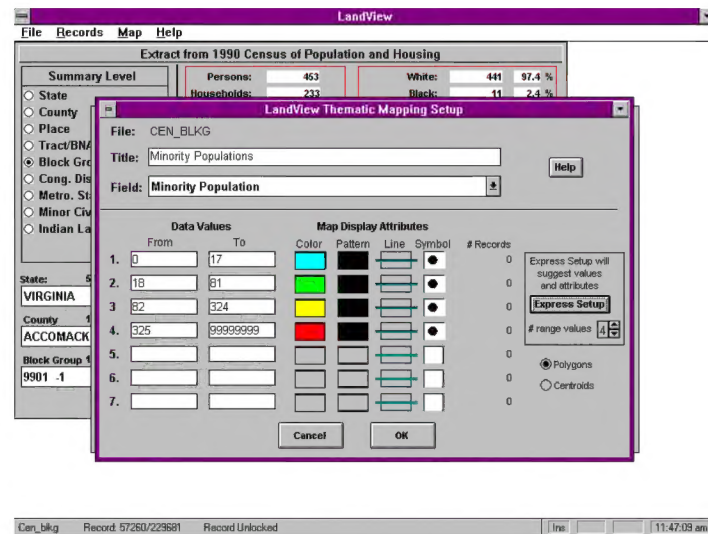 LandView
File Records Map Help
Extract from 1990 Census of Population and Housing
Summary Level
Persons: 453 White: 441 97.4 %
Households: 233 Black: 11 2.4 %
State
County
Place
Tract/BNA
Block Gro
Cong. Dis
Metro. St
Minor Civ
Indian La
State: 5
VIRGINIA
County 1
ACCOMACK
Block Group 1
9901 -1
LandView Thematic Mapping Setup
File: CEN_BLKG
Title: Minority Populations
Help
Field: Minority Population
Data Values Map Display Attributes
From To Color Pattern Line Symbol # Records
1. 0 17 0
2. 18 81 0
3 82 324 0
4. 325 99999999 0
5. 0
6. 0
7. 0
Express Setup will
suggest values
and attributes
Express Setup
# range values 4
Polygons
Centroids
Cancel OK
Cen_blkg Record: 57260/229681 Record Unlocked Ins 11:47:09 am